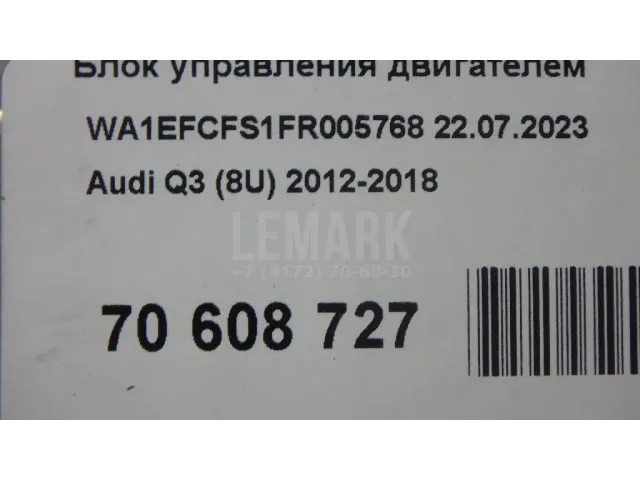 Блок управления двигателем
WA1EFCFS1FR005768 22.07.2023
Audi Q3 (8U) 2012-2018
LEMARK
+7 (4172) 70-60-30
70 608 727